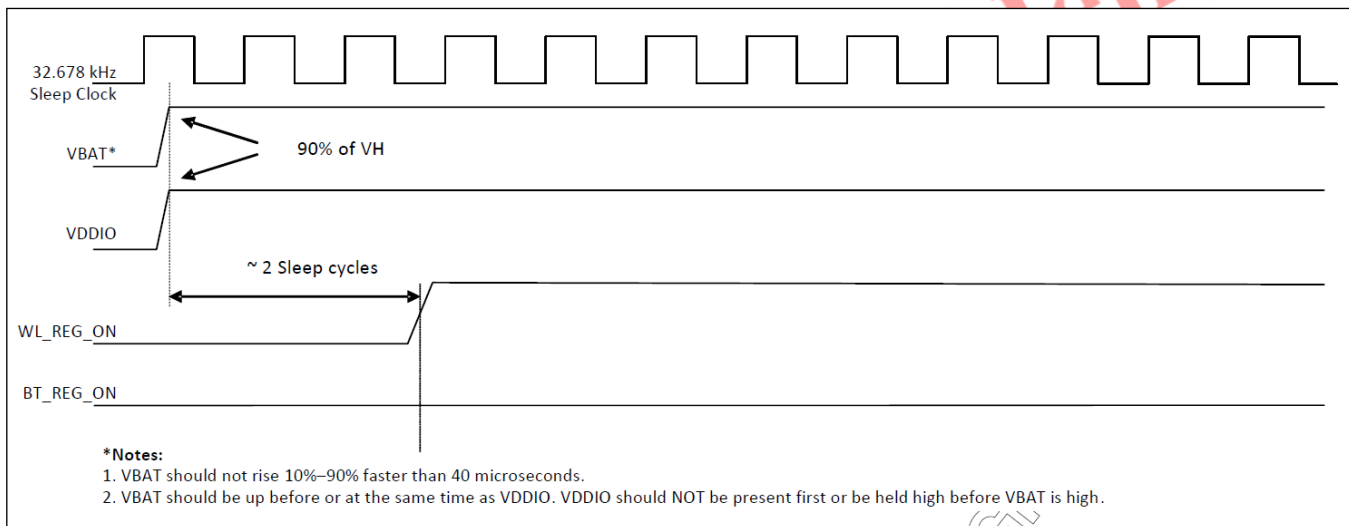 32.678 kHz
Sleep Clock
VBAT*
90% of VH
VDDIO
~ 2 Sleep cycles
WL_REG_ON
BT_REG_ON
*Notes:
1. VBAT should not rise 10%–90% faster than 40 microseconds.
2. VBAT should be up before or at the same time as VDDIO. VDDIO should NOT be present first or be held high before VBAT is high.